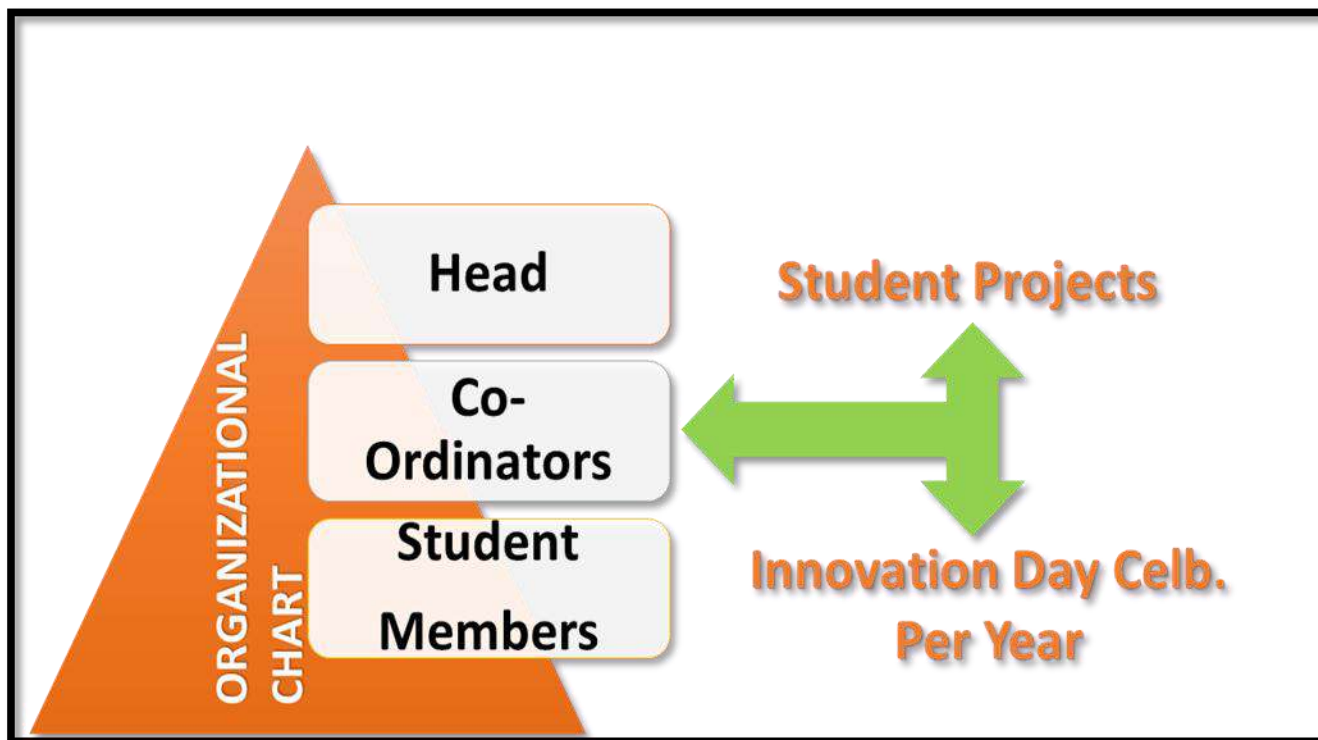 ORGANIZATIONAL
CHART
Head
Co-
Ordinators
Student
Members
Student Projects
Innovation Day Celb.
Per Year